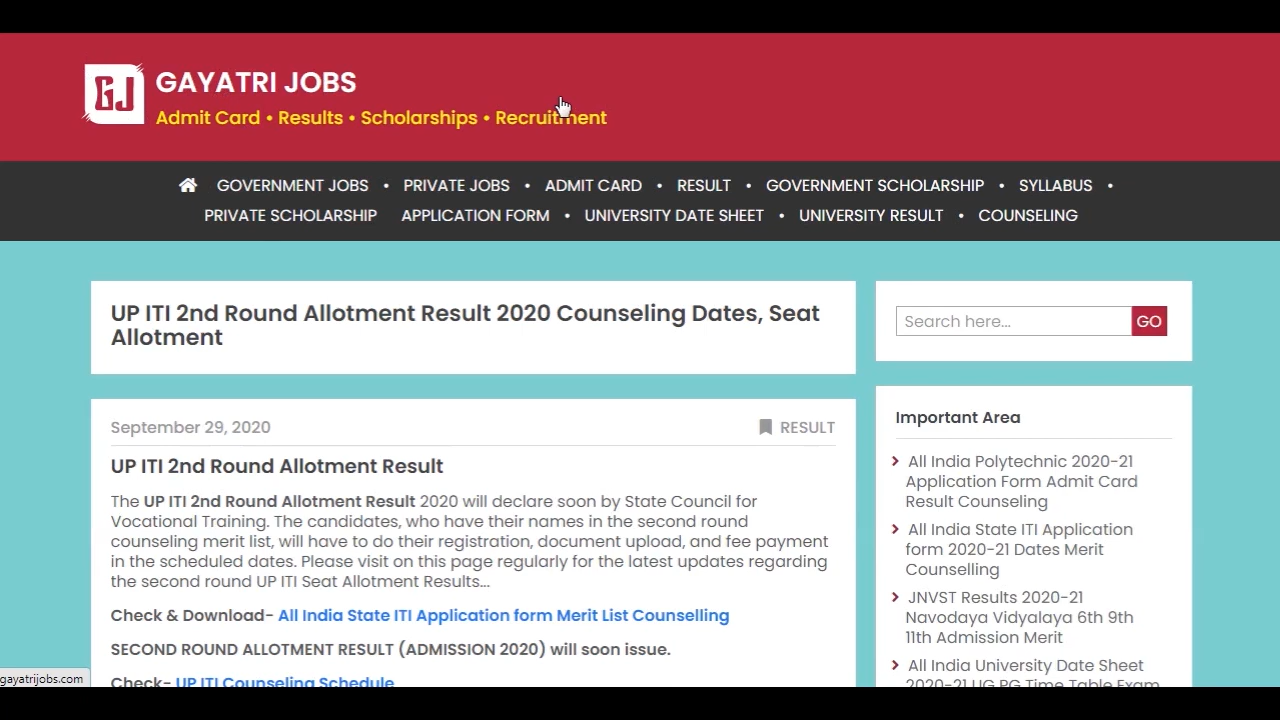 GJ
GAYATRI JOBS
Admit Card • Results • Scholarships • Recruitment
GOVERNMENT JOBS • PRIVATE JOBS • ADMIT CARD • RESULT • GOVERNMENT SCHOLARSHIP • SYLLABUS •
PRIVATE SCHOLARSHIP APPLICATION FORM • UNIVERSITY DATE SHEET • UNIVERSITY RESULT • COUNSELING
UP ITI 2nd Round Allotment Result 2020 Counseling Dates, Seat
Allotment
September 29, 2020
RESULT
UP ITI 2nd Round Allotment Result
The UP ITI 2nd Round Allotment Result 2020 will declare soon by State Council for
Vocational Training. The candidates, who have their names in the second round
counseling merit list, will have to do their registration, document upload, and fee payment
in the scheduled dates. Please visit on this page regularly for the latest updates regarding
the second round UP ITI Seat Allotment Results...
Check & Download- All India State ITI Application form Merit List Counselling
SECOND ROUND ALLOTMENT RESULT (ADMISSION 2020) will soon issue.
Check- UP ITI Counseling Schedule
Search here...
GO
Important Area
All India Polytechnic 2020-21
Application Form Admit Card
Result Counseling
All India State ITI Application
form 2020-21 Dates Merit
Counselling
JNVST Results 2020-21
Navodaya Vidyalaya 6th 9th
11th Admission Merit
All India University Date Sheet
2020-21 UG PG Time Table Exam
gayatrijobs.com